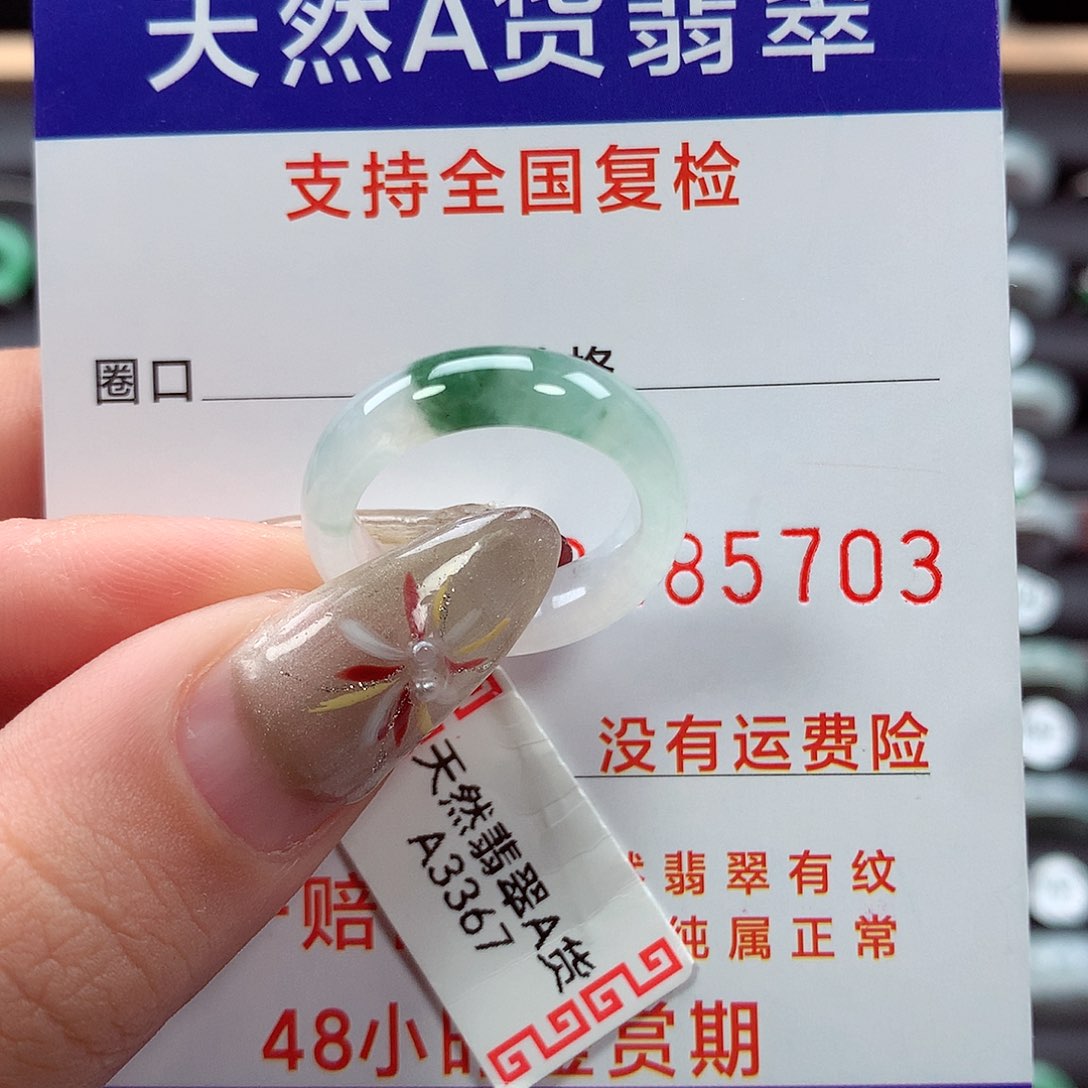 天然A货翡翠
支持全国复检
圈口 格
85703
没有运费险
翡翠有纹
赔
纯属正常
天然翡翠A货
A3367
48小 赏期